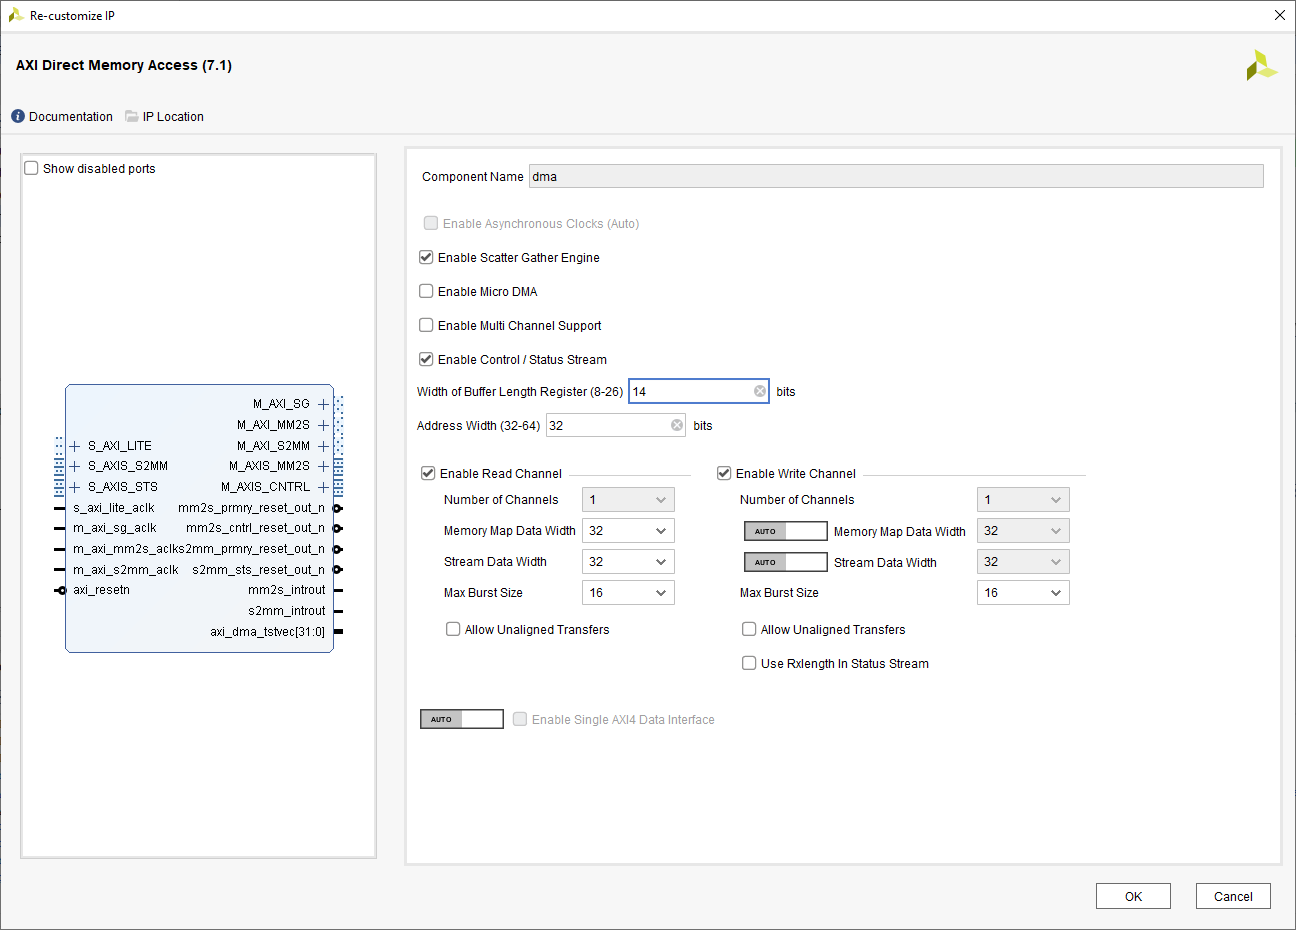 Re-customize IP
AXI Direct Memory Access (7.1)
Documentation IP Location
Show disabled ports
M_AXI_SG
M_AXI_MM2S
S_AXI_LITE M_AXI_S2MM
S_AXIS_S2MM M_AXIS_MM2S
S_AXIS_STS M_AXIS_CNTRL
s_axi_lite_aclk mm2s_prmry_reset_out_n
m_axi_sg_aclk mm2s_cntrl_reset_out_n
m_axi_mm2s_aclk s2mm_prmry_reset_out_n
m_axi_s2mm_aclk s2mm_sts_reset_out_n
axi_resetn mm2s_introut
s2mm_introut
axi_dma_tstvec[31:0]
Component Name dma
Enable Asynchronous Clocks (Auto)
Enable Scatter Gather Engine
Enable Micro DMA
Enable Multi Channel Support
Enable Control / Status Stream
Width of Buffer Length Register (8-26) 14 bits
Address Width (32-64) 32 bits
Enable Read Channel
Number of Channels 1
Memory Map Data Width 32
Stream Data Width 32
Max Burst Size 16
Allow Unaligned Transfers
Enable Write Channel
Number of Channels 1
AUTO Memory Map Data Width 32
AUTO Stream Data Width 32
Max Burst Size 16
Allow Unaligned Transfers
Use Rxlength In Status Stream
AUTO Enable Single AXI4 Data Interface
OK Cancel